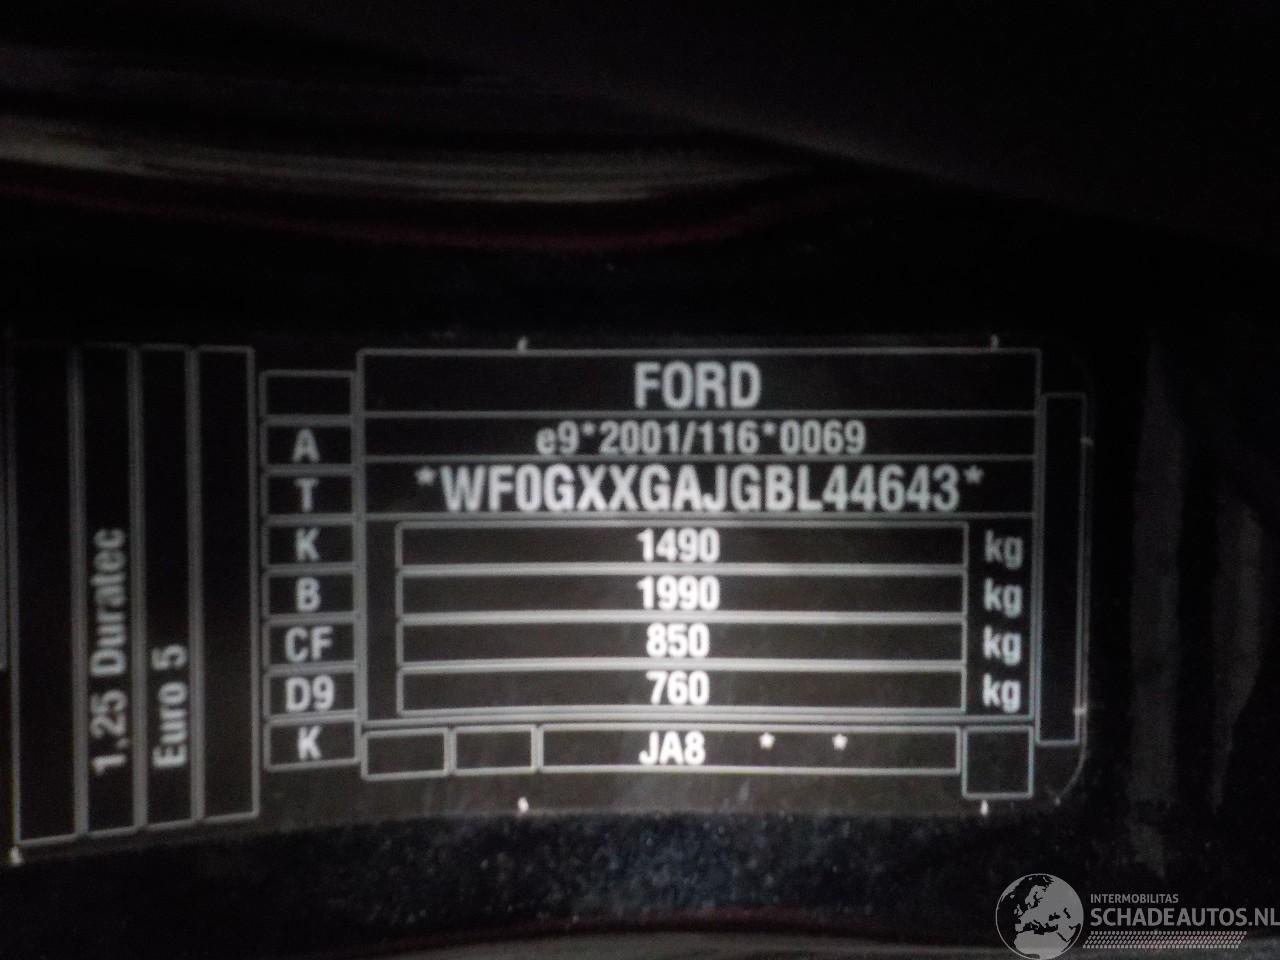 FORD
A e9*2001/116*0069
T *WF0GXXGAJGBL44643*
K 1490 kg
B 1990 kg
CF 850 kg
D9 760 kg
K JA8 * *
1,25 Duratec
Euro 5
INTERMOBILITAS
SCHADEAUTOS.NL